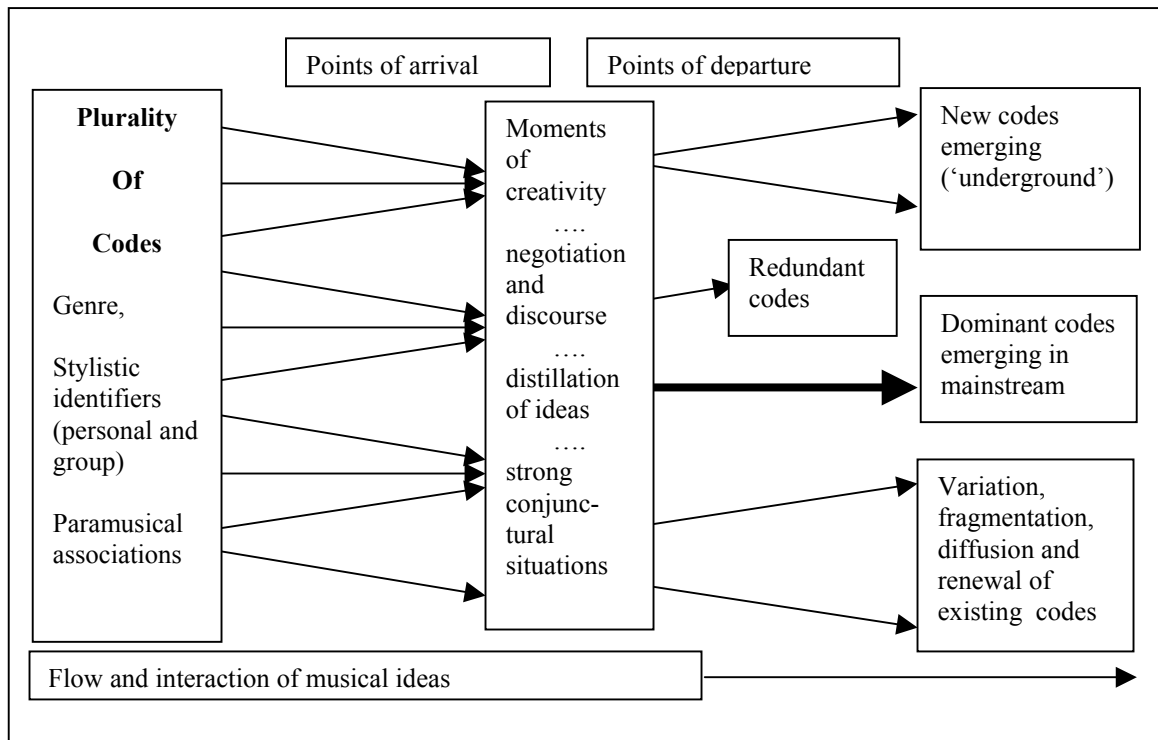 Points of arrival
Points of departure
Plurality
Of
Codes
Genre,
Stylistic
identifiers
(personal and
group)
Paramusical
associations
Moments
of
creativity
….
negotiation
and
discourse
….
distillation
of ideas
….
strong
conjunc-
tural
situations
New codes
emerging
(‘underground’)
Redundant
codes
Dominant codes
emerging in
mainstream
Variation,
fragmentation,
diffusion and
renewal of
existing codes
Flow and interaction of musical ideas